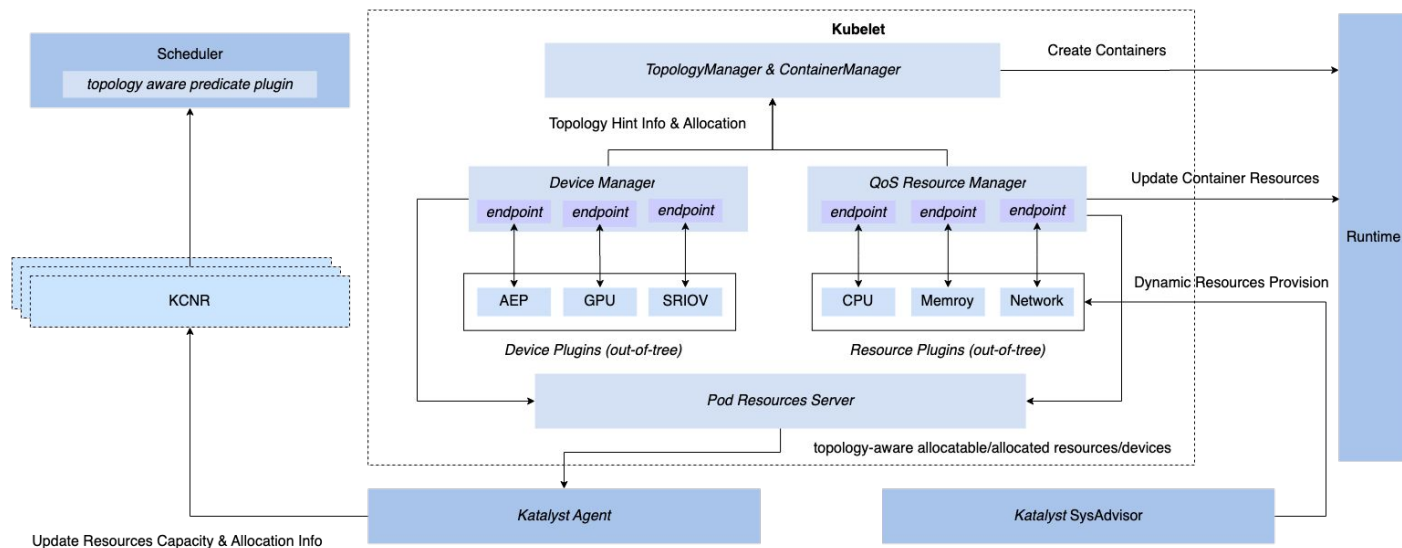 Kubelet
Scheduler
topology aware predicate plugin
TopologyManager & ContainerManager
Create Containers
Topology Hint Info & Allocation
Device Manager
endpoint
endpoint
endpoint
QoS Resource Manager
endpoint
endpoint
endpoint
Update Container Resources
Runtime
KCNR
AEP
GPU
SRIOV
CPU
Memroy
Network
Dynamic Resources Provision
Device Plugins (out-of-tree)
Resource Plugins (out-of-tree)
Pod Resources Server
topology-aware allocatable/allocated resources/devices
Katalyst Agent
Katalyst SysAdvisor
Update Resources Capacity & Allocation Info